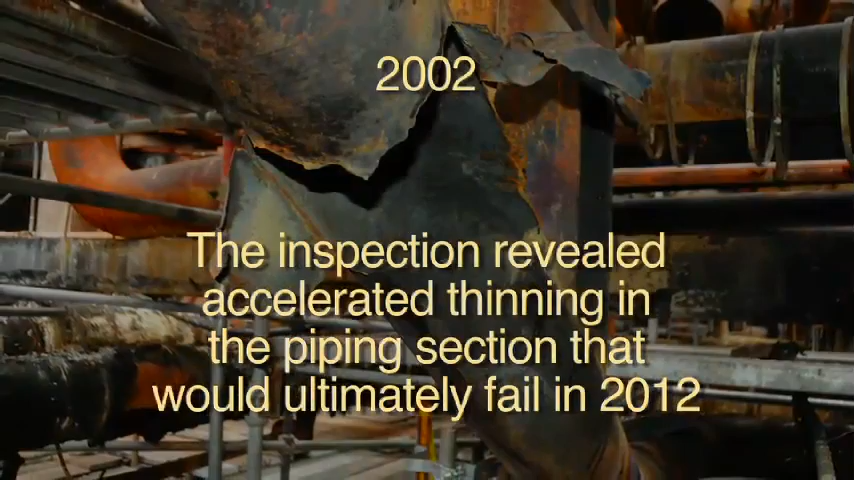 2002
The inspection revealed
accelerated thinning in
the piping section that
would ultimately fail in 2012